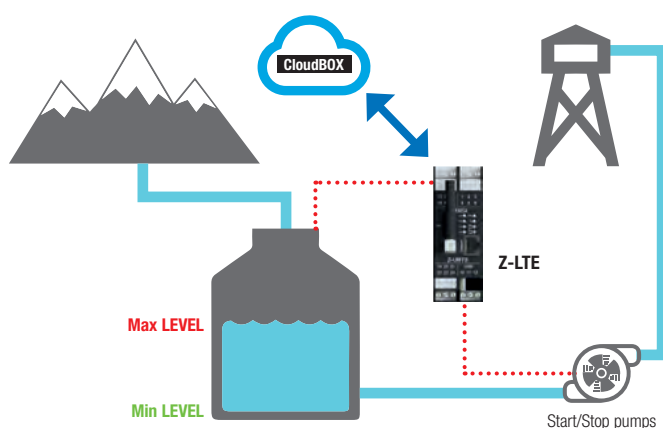 CloudBOX
Z-LTE
Max LEVEL
Min LEVEL
Start/Stop pumps